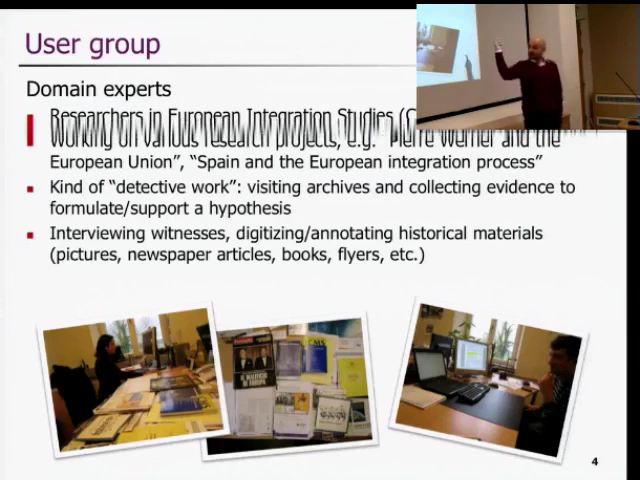 User group
Domain experts
Researchers in European Integration Studies
Working on various research projects, e.g. "Pierre Werner and the
European Union", "Spain and the European integration process"
Kind of "detective work": visiting archives and collecting evidence to
formulate/support a hypothesis
Interviewing witnesses, digitizing/annotating historical materials
(pictures, newspaper articles, books, flyers, etc.)
4